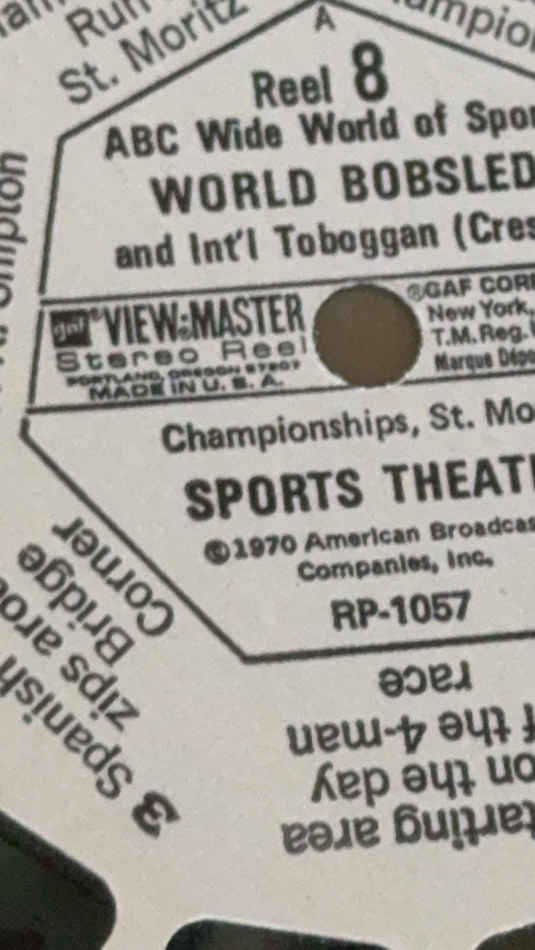 Run
St. Moritz
A
Reel 8
ABC Wide World of Spor
WORLD BOBSLED
and Int'l Toboggan (Cres
gaf ® VIEW-MASTER
Stereo Reel
PORTLAND, OREGON 97207
MADE IN U. S. A.
®GAF CORP
New York,
T.M.Reg.
Marque Dépo
Championships, St. Mo
SPORTS THEAT
©1970 American Broadcas
Companies, Inc.
RP-1057
3 Spanish
zips arou
Bridge
Corner
tarting area
on the day
f the 4-man
race